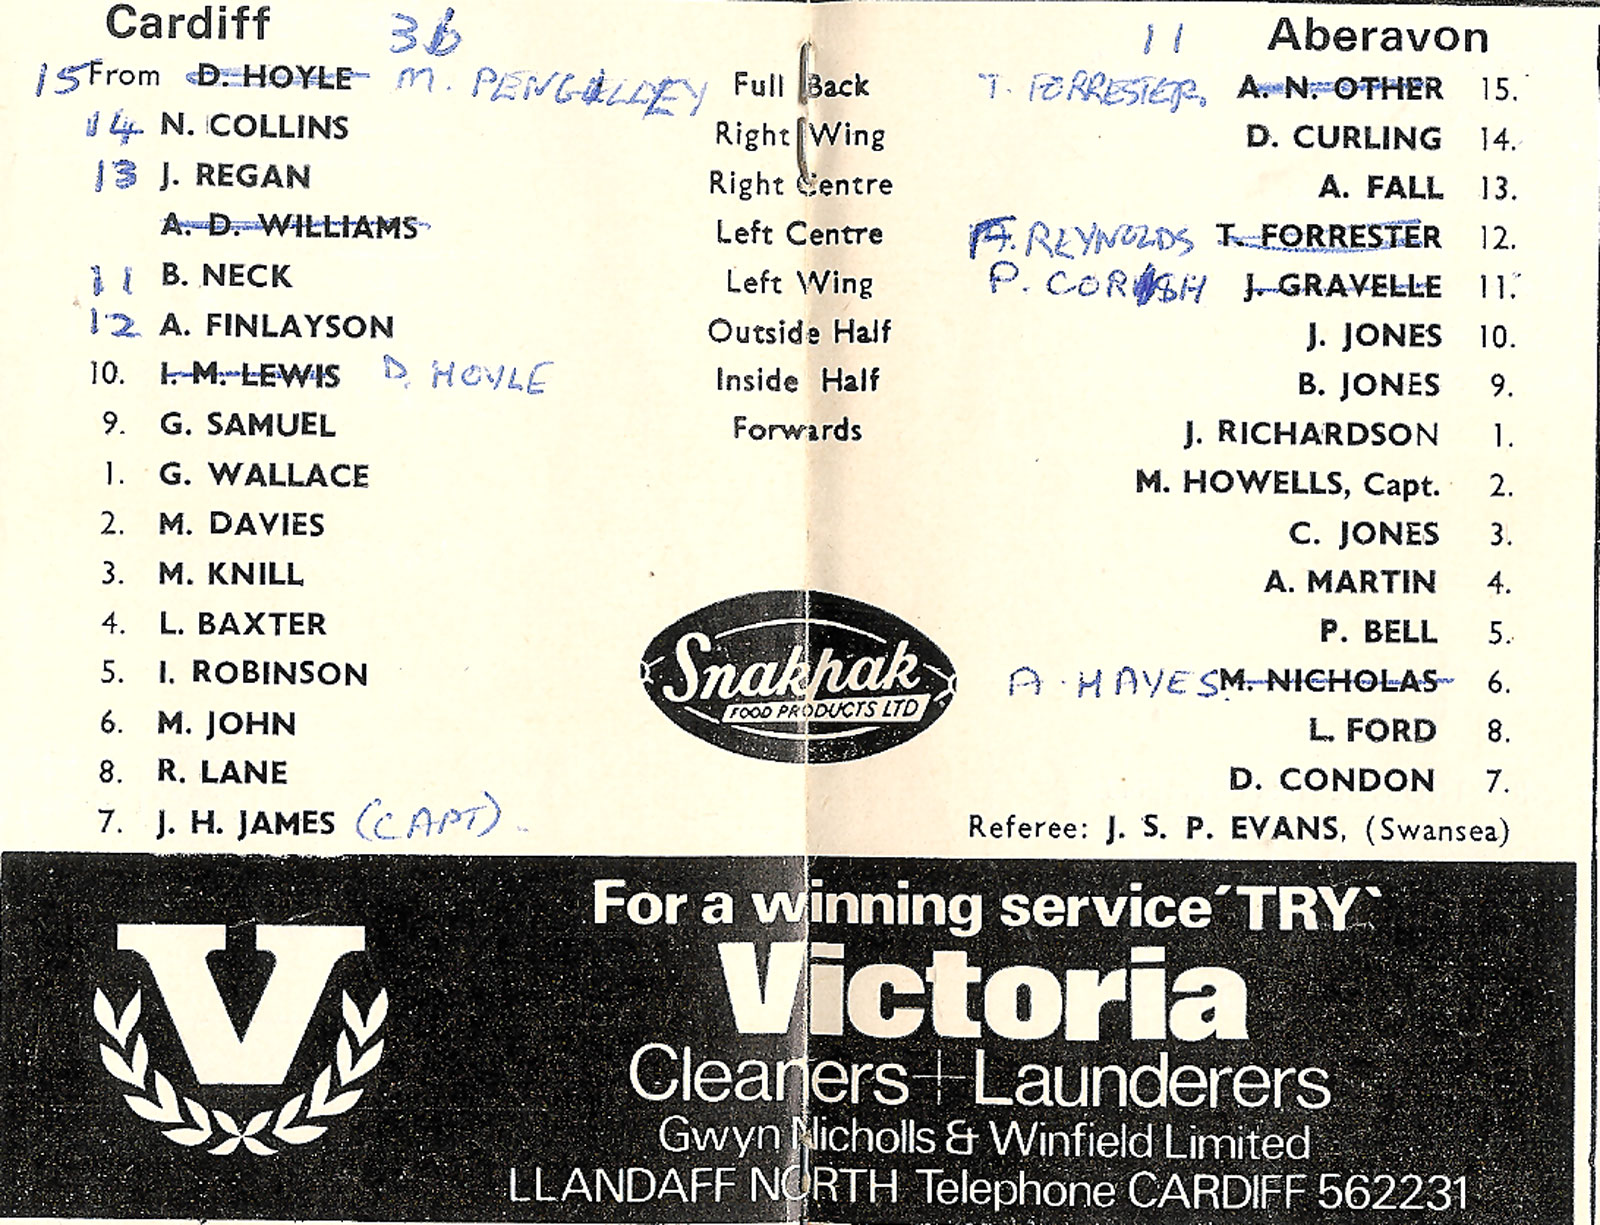 Cardiff 36 11 Aberavon
15 From D. HOYLE M. PENGILLEY Full Back T. FORRESTER. A. N. OTHER 15.
14 N. COLLINS Right Wing D. CURLING 14.
13 J. REGAN Right Centre A. FALL 13.
A. D. WILLIAMS Left Centre A. REYNOLDS T. FORRESTER 12.
11 B. NECK Left Wing P. CORISH J. GRAVELLE 11.
12 A. FINLAYSON Outside Half J. JONES 10.
10. I. M. LEWIS D. HOYLE Inside Half B. JONES 9.
9. G. SAMUEL Forwards J. RICHARDSON 1.
1. G. WALLACE M. HOWELLS, Capt. 2.
2. M. DAVIES C. JONES 3.
3. M. KNILL A. MARTIN 4.
4. L. BAXTER P. BELL 5.
5. I. ROBINSON A. HAYES M. NICHOLAS 6.
6. M. JOHN L. FORD 8.
8. R. LANE D. CONDON 7.
7. J. H. JAMES (CAPT). Referee: J. S. P. EVANS, (Swansea)
Snakpak
FOOD PRODUCTS LTD
V
For a winning service ´TRY`
Victoria
Cleaners+Launderers
Gwyn Nicholls & Winfield Limited
LLANDAFF NORTH Telephone CARDIFF 562231